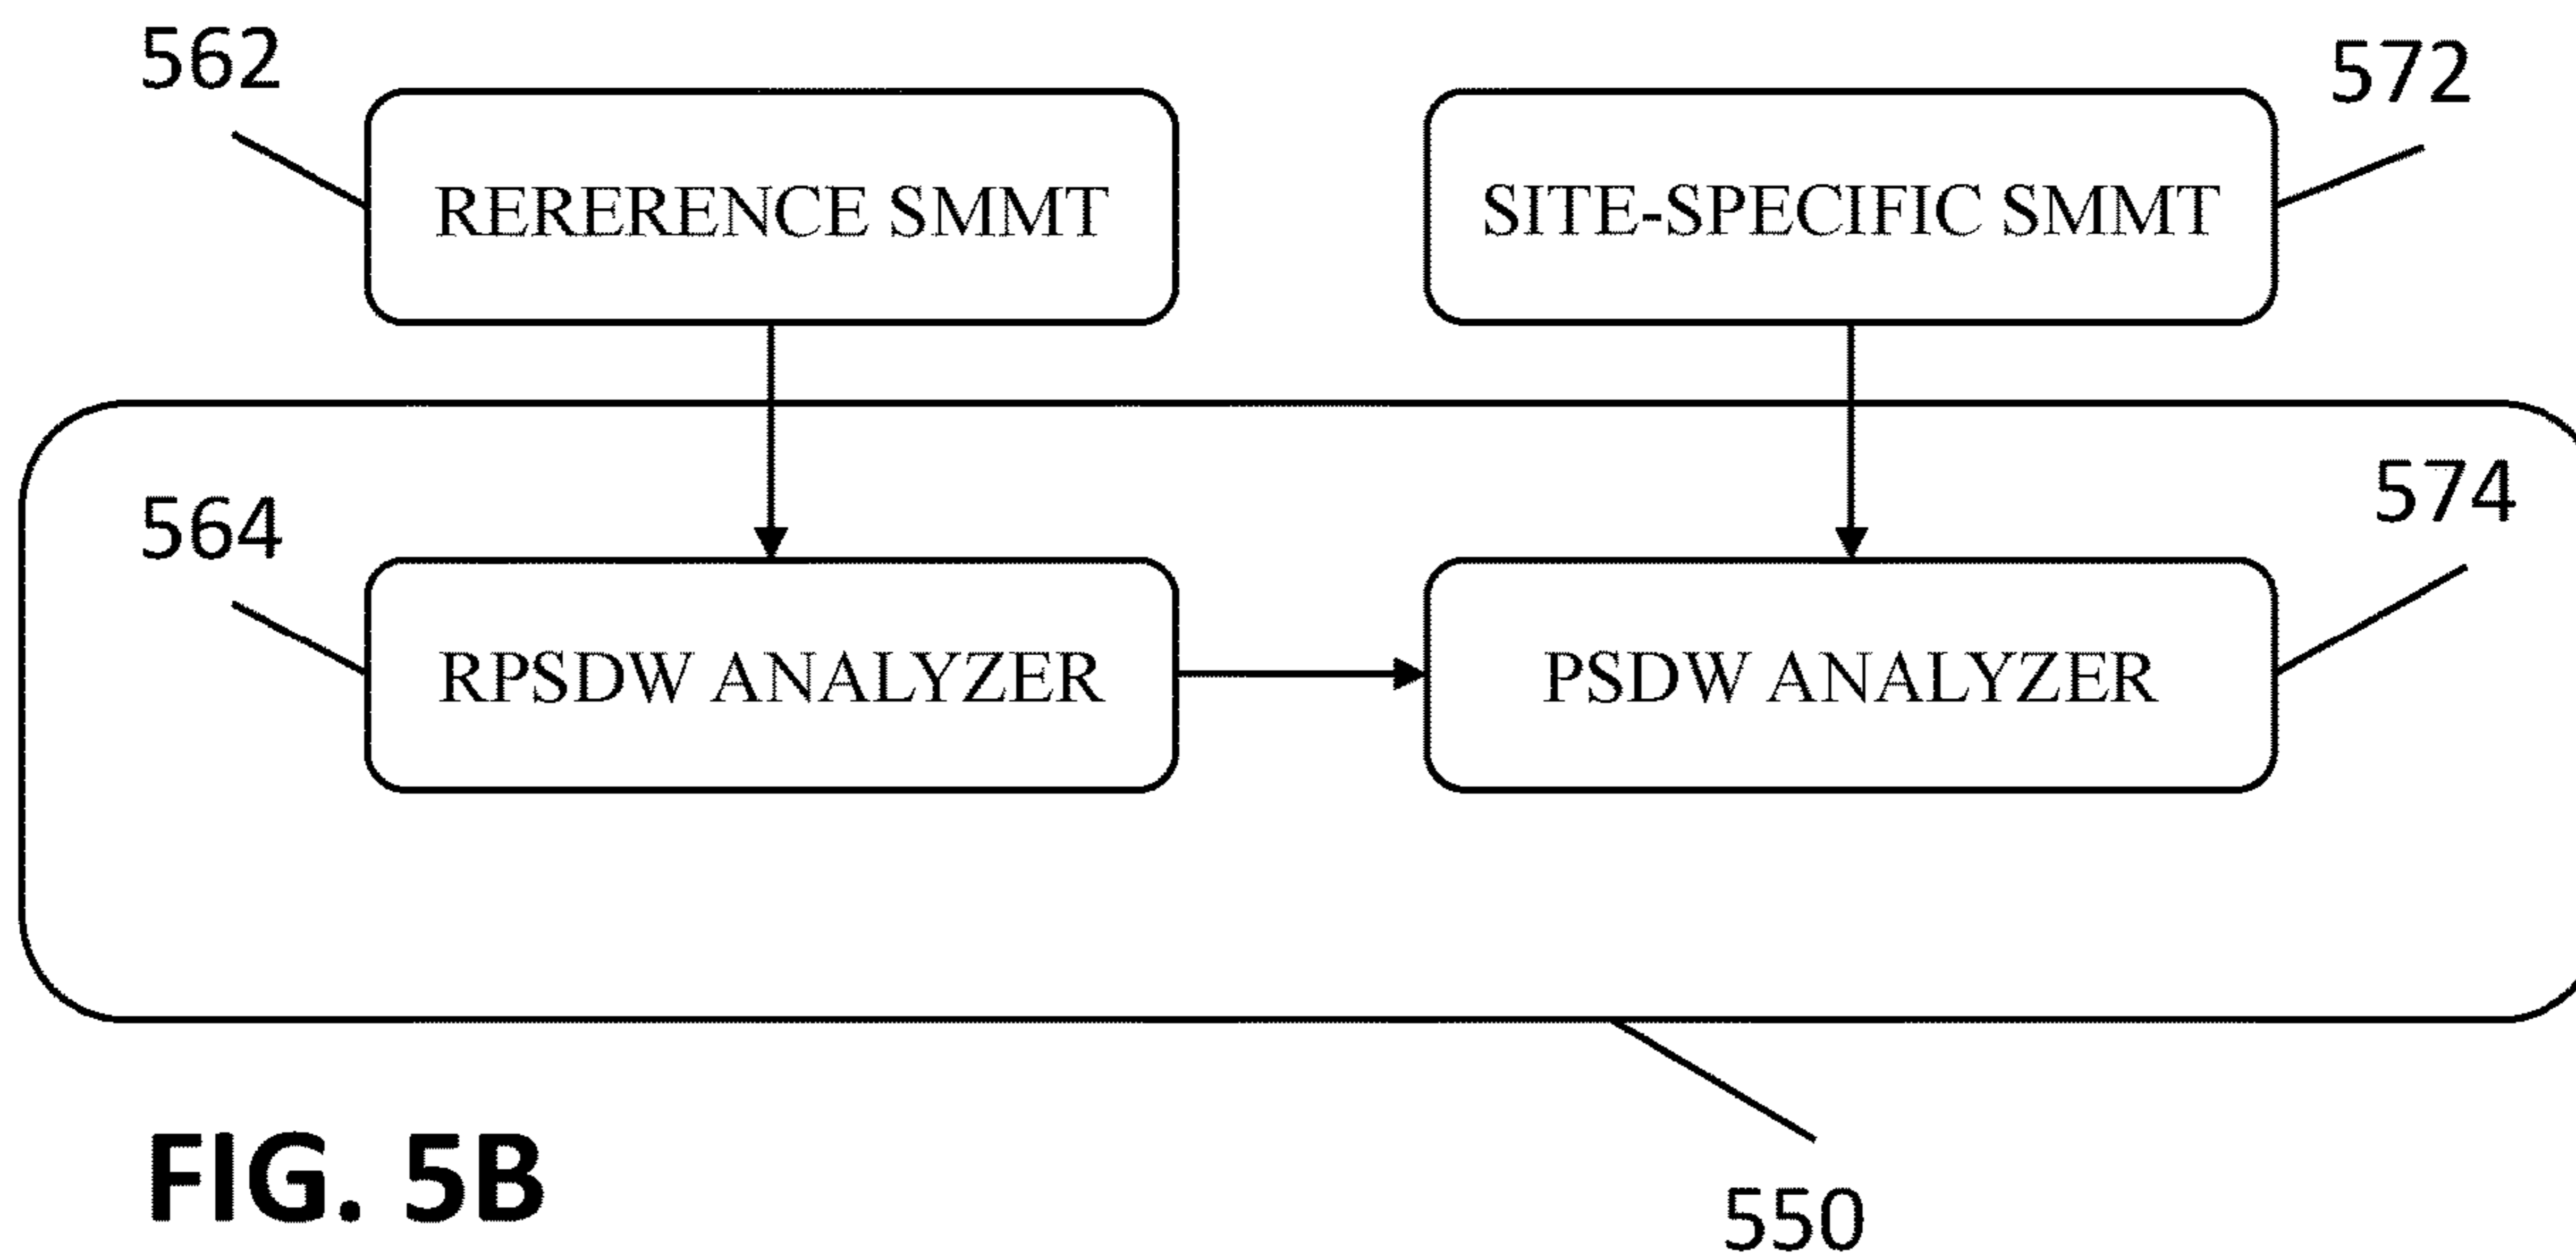 562
572
RERERENCE SMMT
SITE-SPECIFIC SMMT
564
574
RPSDW ANALYZER
PSDW ANALYZER
FIG. 5B
550